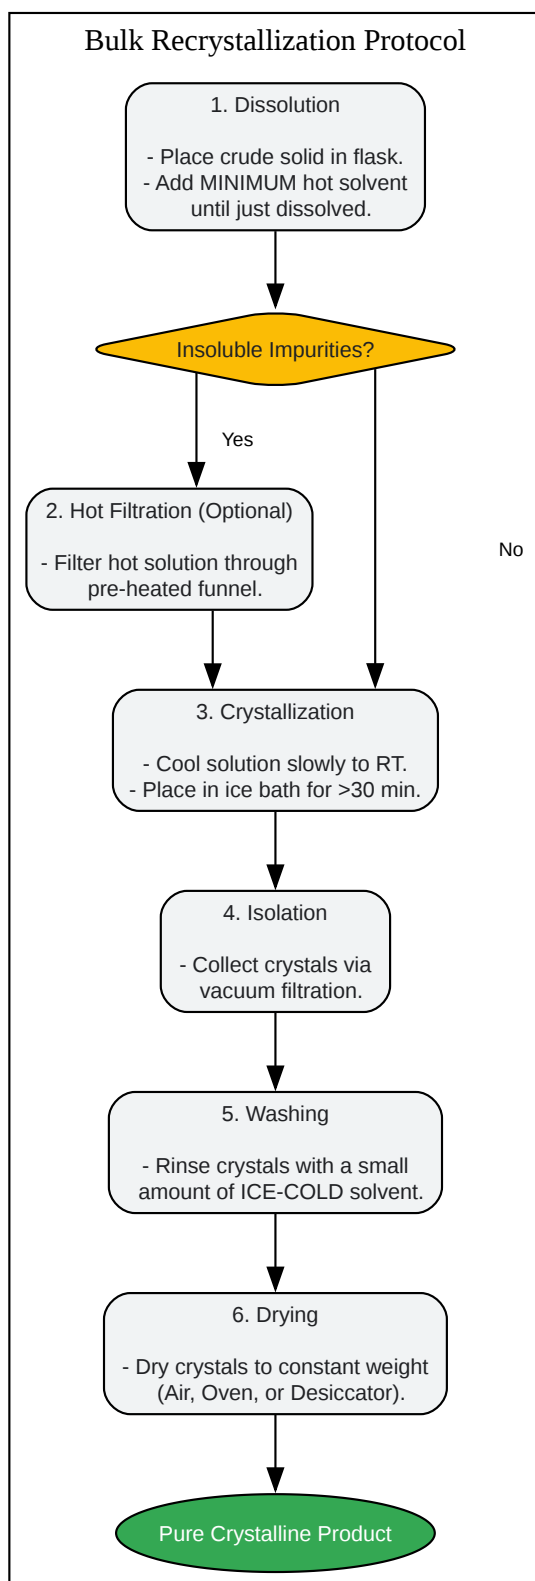 Bulk Recrystallization Protocol
1. Dissolution
- Place crude solid in flask.
- Add MINIMUM hot solvent
until just dissolved.
Insoluble Impurities?
Yes
2. Hot Filtration (Optional)
- Filter hot solution through
pre-heated funnel.
No
3. Crystallization
- Cool solution slowly to RT.
- Place in ice bath for >30 min.
4. Isolation
- Collect crystals via
vacuum filtration.
5. Washing
- Rinse crystals with a small
amount of ICE-COLD solvent.
6. Drying
- Dry crystals to constant weight
(Air, Oven, or Desiccator).
Pure Crystalline Product